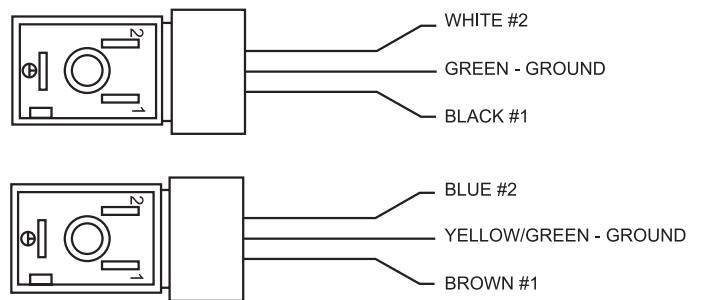 2
WHITE #2
GREEN - GROUND
1
BLACK #1
2
BLUE #2
YELLOW/GREEN - GROUND
1
BROWN #1